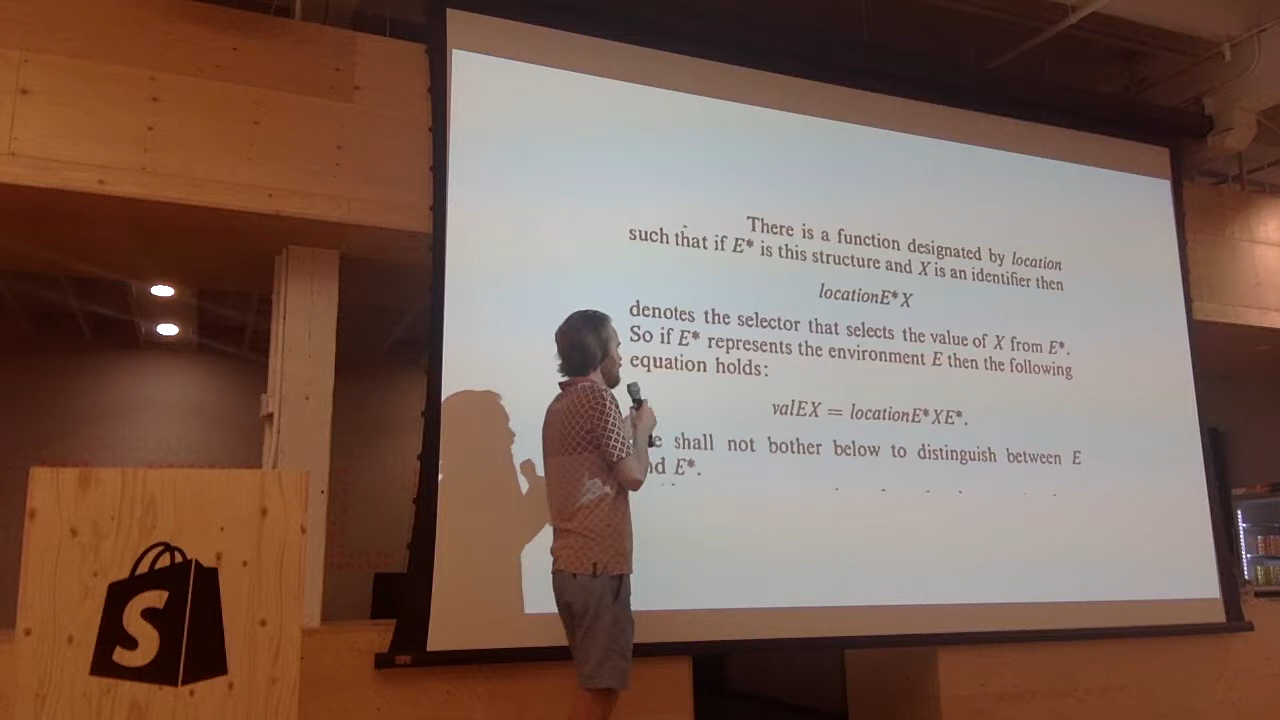 There is a function designated by location
such that if E* is this structure and X is an identifier then
locationE*X
denotes the selector that selects the value of X from E*.
So if E* represents the environment E then the following
equation holds:
valEX = locationE*XE*.
shall not bother below to distinguish between E
E*.
S